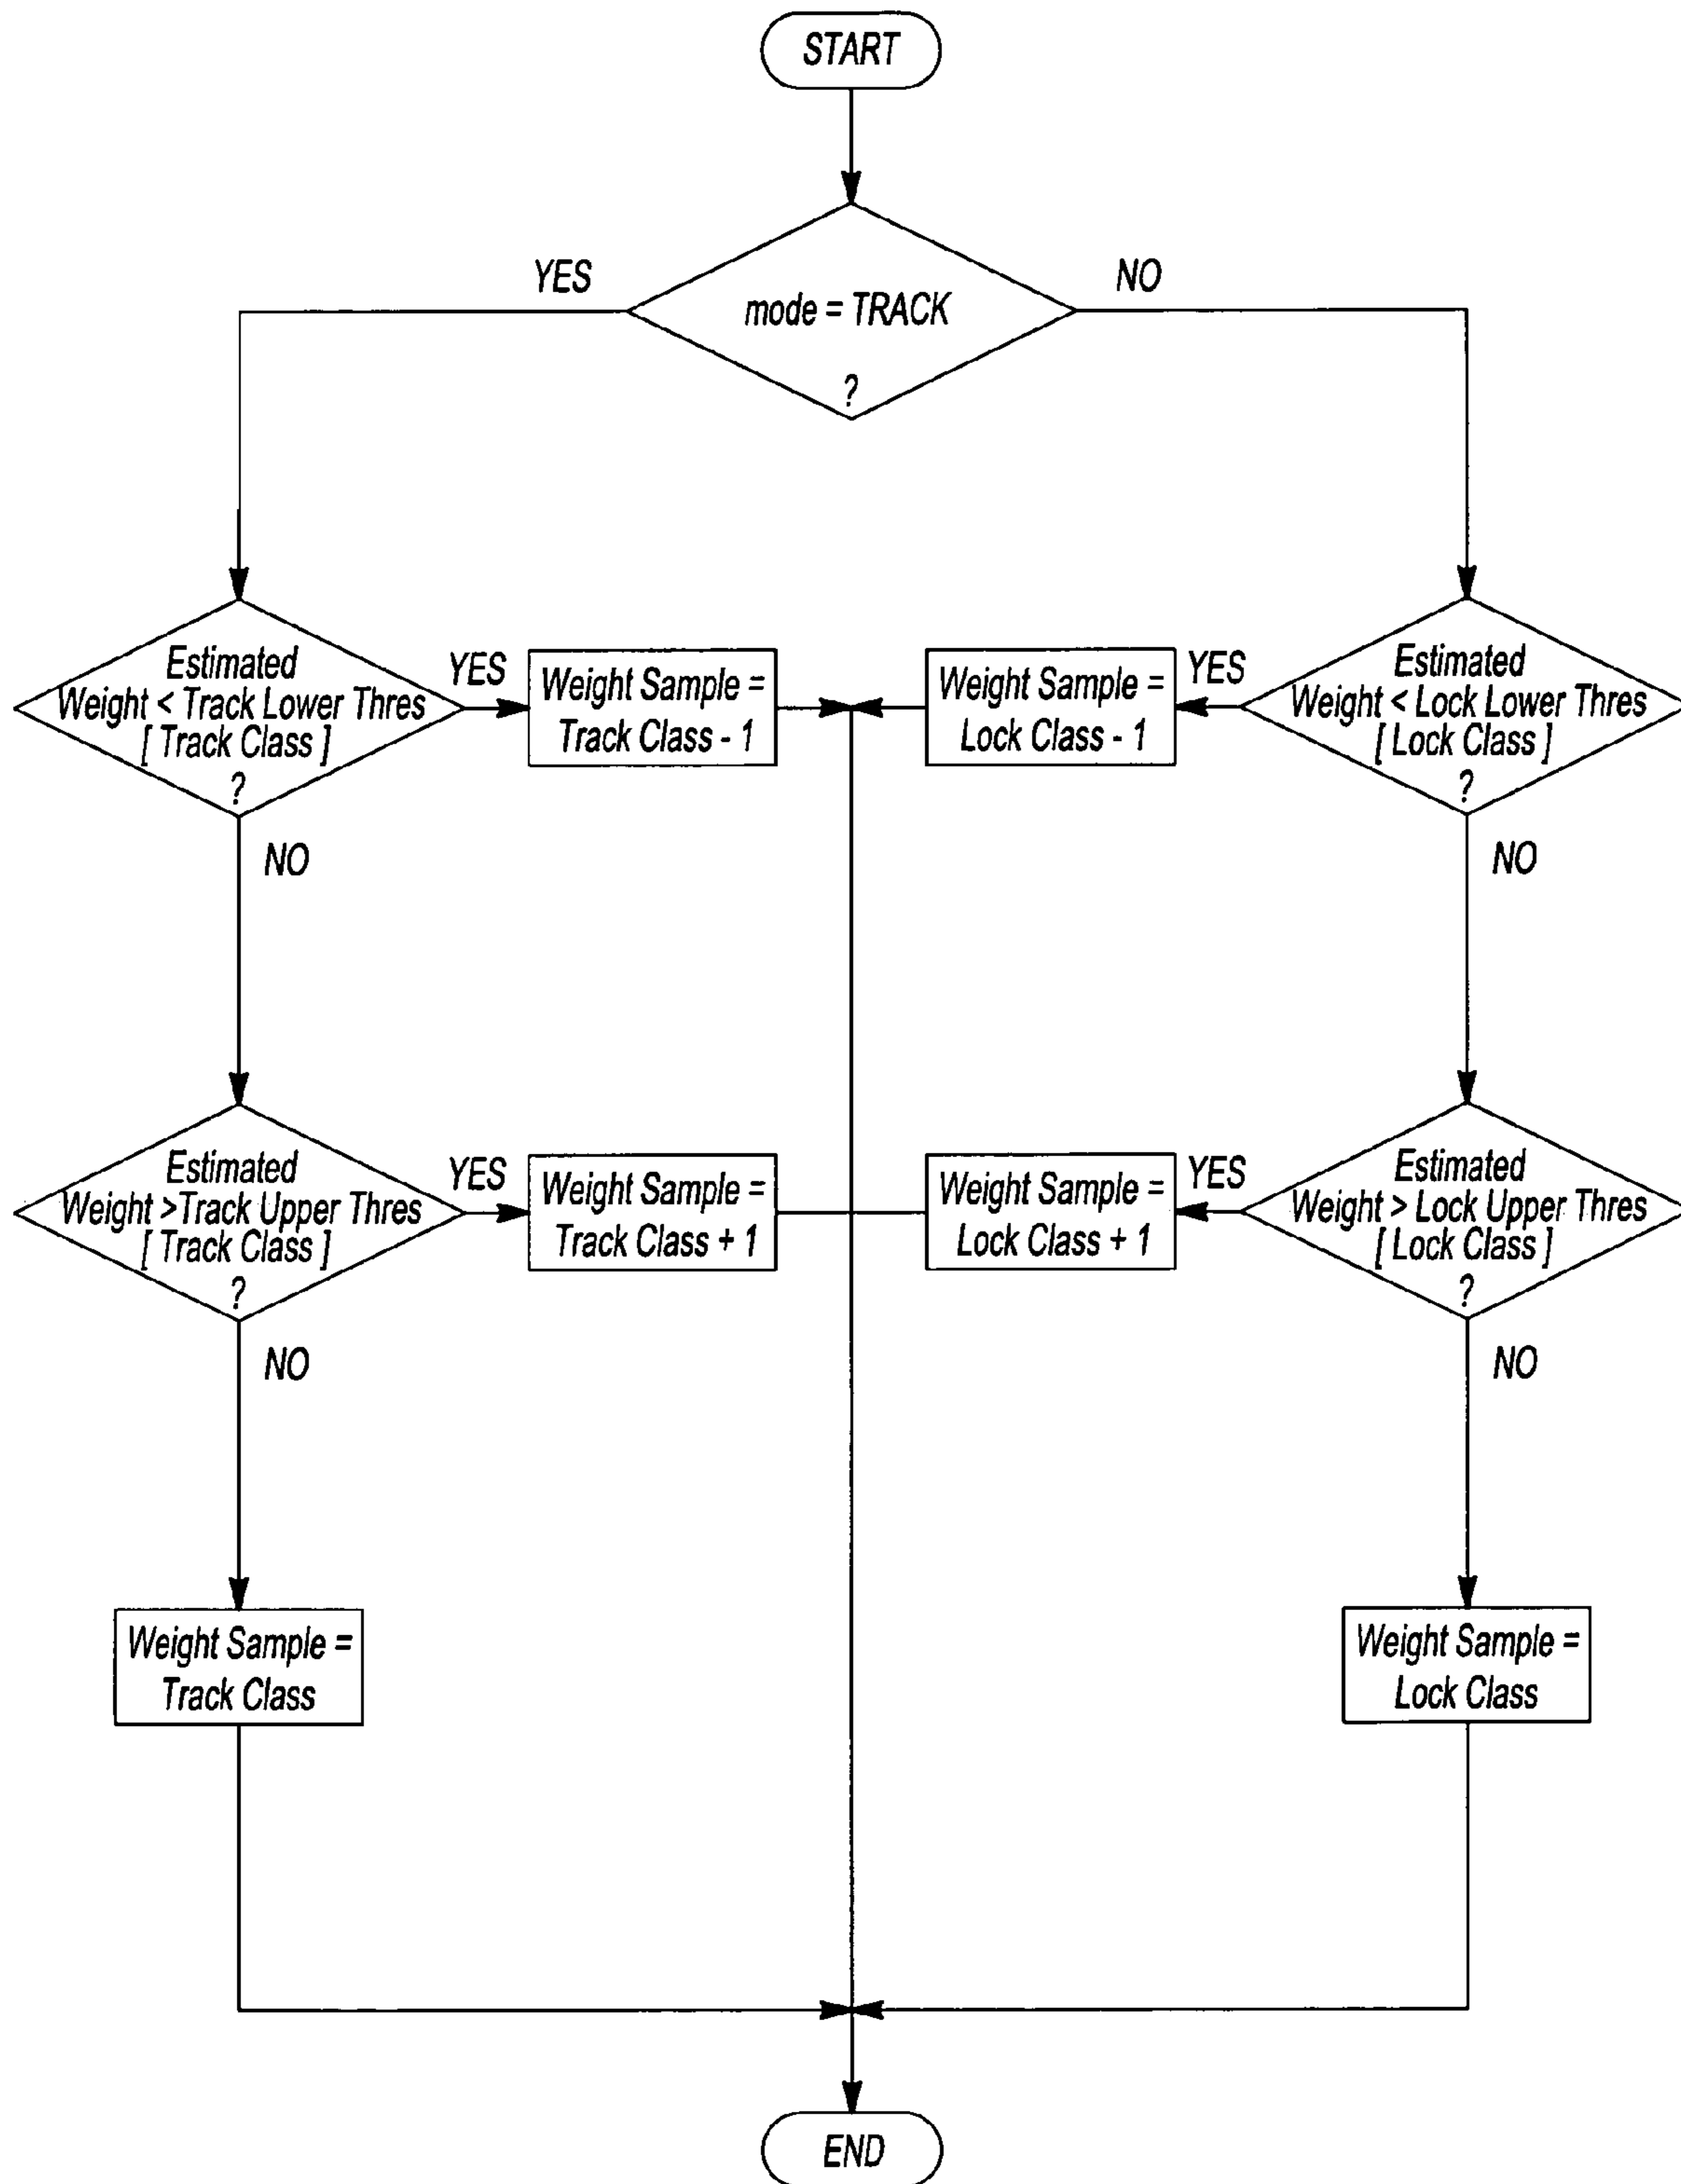 START
YES
NO
mode = TRACK
?
Estimated
Weight < Track Lower Thres
[ Track Class ]
?
YES
Weight Sample =
Track Class - 1
Weight Sample =
Lock Class - 1
YES
Estimated
Weight < Lock Lower Thres
[ Lock Class ]
?
NO
NO
Estimated
Weight >Track Upper Thres
[ Track Class ]
?
YES
Weight Sample =
Track Class + 1
Weight Sample =
Lock Class + 1
YES
Estimated
Weight > Lock Upper Thres
[ Lock Class ]
?
NO
NO
Weight Sample =
Track Class
Weight Sample =
Lock Class
END